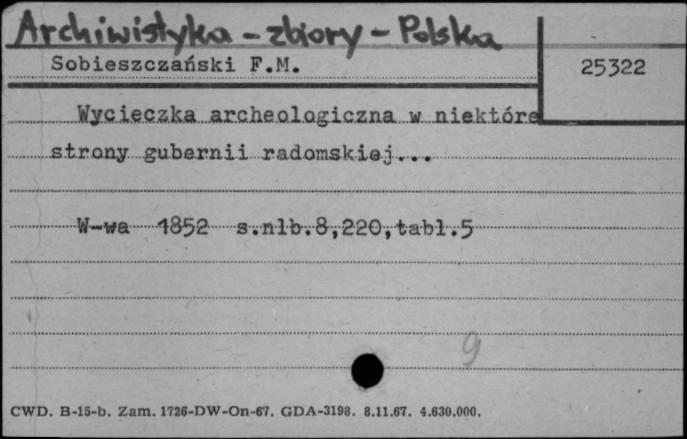 Archiwistyka - zbiory - Polska
Sobieszczański F.M.
25322
Wycieczka archeologiczna w niektóre
strony gubernii radomskiej...
W-wa 1852 s.nlb.8,220,tabl.5
9
CWD. B-15-b. Zam. 1726-DW-On-67. GDA-3198. 8.11.67. 4.630.000.